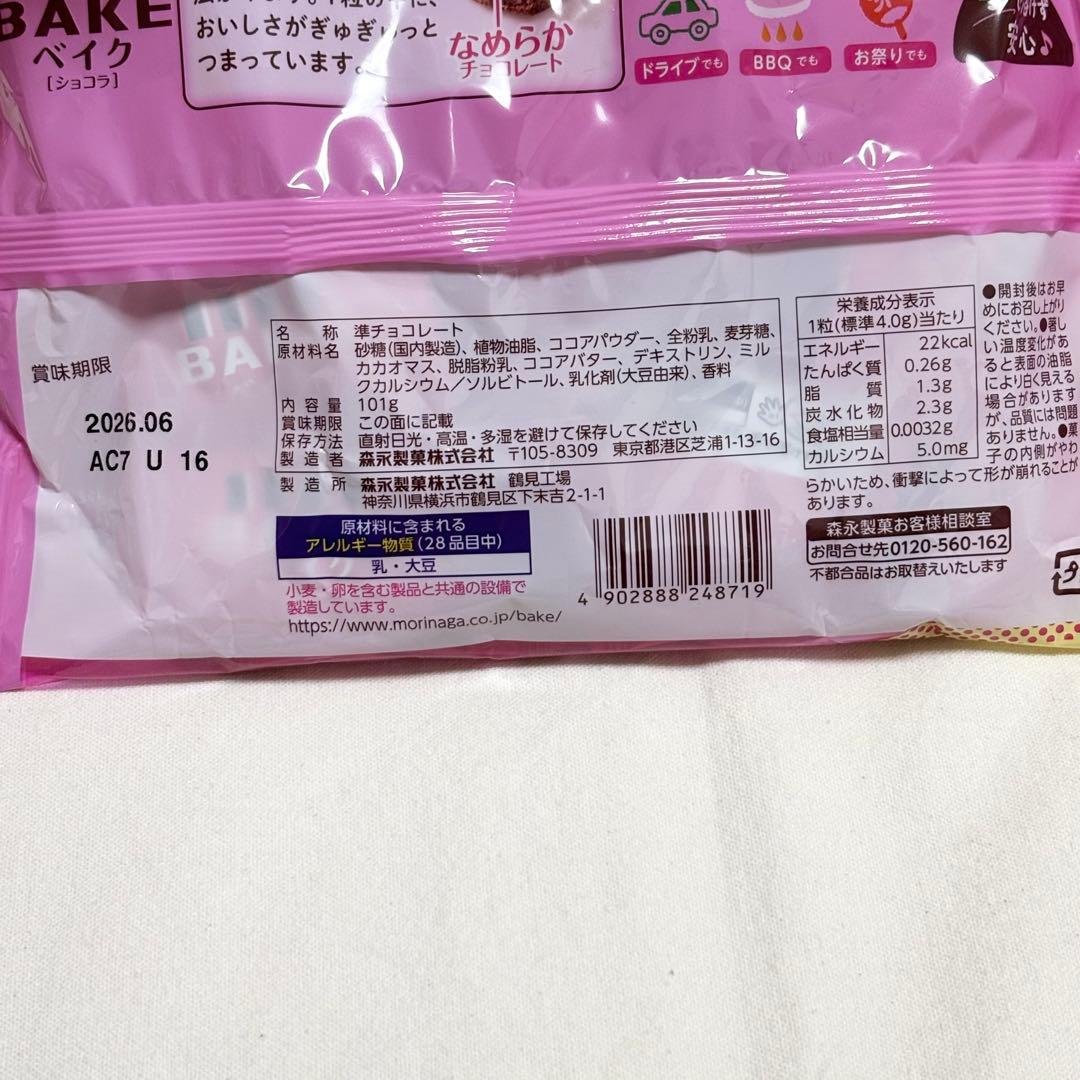 BAKE
ベイク
[ショコラ]
おいしさがぎゅぎゅっと
つまっています。
なめらか
チョコレート
ドライブでも
BBQでも
お祭りでも
安心♪
賞味期限
2026.06
AC7 U 16
名称 準チョコレート
原材料名 砂糖(国内製造)、植物油脂、ココアパウダー、全粉乳、麦芽糖、
カカオマス、脱脂粉乳、ココアバター、デキストリン、ミル
クカルシウム/ソルビトール、乳化剤(大豆由来)、香料
内容量 101g
賞味期限 この面に記載
保存方法 直射日光・高温・多湿を避けて保存してください
製造者 森永製菓株式会社 〒105-8309 東京都港区芝浦1-13-16
製造所 森永製菓株式会社 鶴見工場
神奈川県横浜市鶴見区下末吉2-1-1
原材料に含まれる
アレルギー物質(28品目中)
乳・大豆
小麦・卵を含む製品と共通の設備で
製造しています。
https://www.morinaga.co.jp/bake/
4 902888 248719
栄養成分表示
1粒(標準4.0g)当たり
エネルギー 22kcal
たんぱく質 0.26g
脂質 1.3g
炭水化物 2.3g
食塩相当量 0.0032g
カルシウム 5.0mg
●開封後はお早
めにお召し上がり
ください。●著し
い温度変化があ
ると表面の油脂
により白く見える
場合があります
が、品質には問題
ありません。●菓
子の内側がやわ
らかいため、衝撃によって形が崩れることが
あります。
森永製菓お客様相談室
お問合せ先0120-560-162
不都合品はお取替えいたします